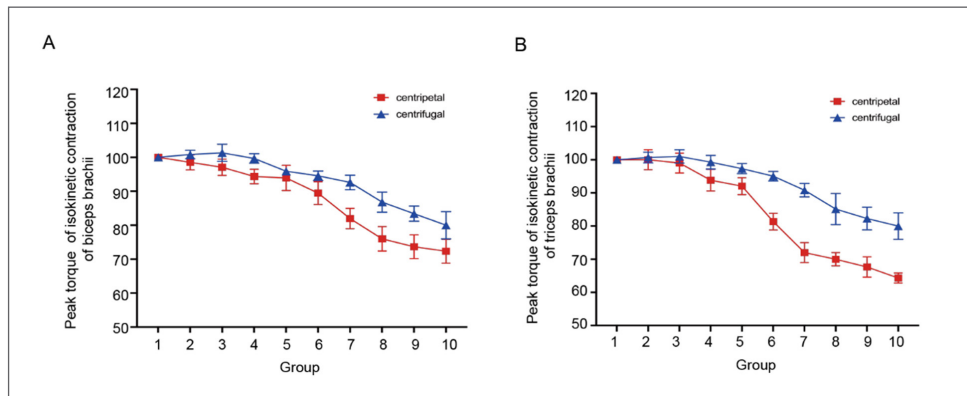 A
Peak torque of isokinetic contraction
of biceps brachii
120
110
100
90
80
70
60
50
centripetal
centrifugal
1 2 3 4 5 6 7 8 9 10
Group
B
Peak torque of isokinetic contraction
of triceps brachii
120
110
100
90
80
70
60
50
centripetal
centrifugal
1 2 3 4 5 6 7 8 9 10
Group